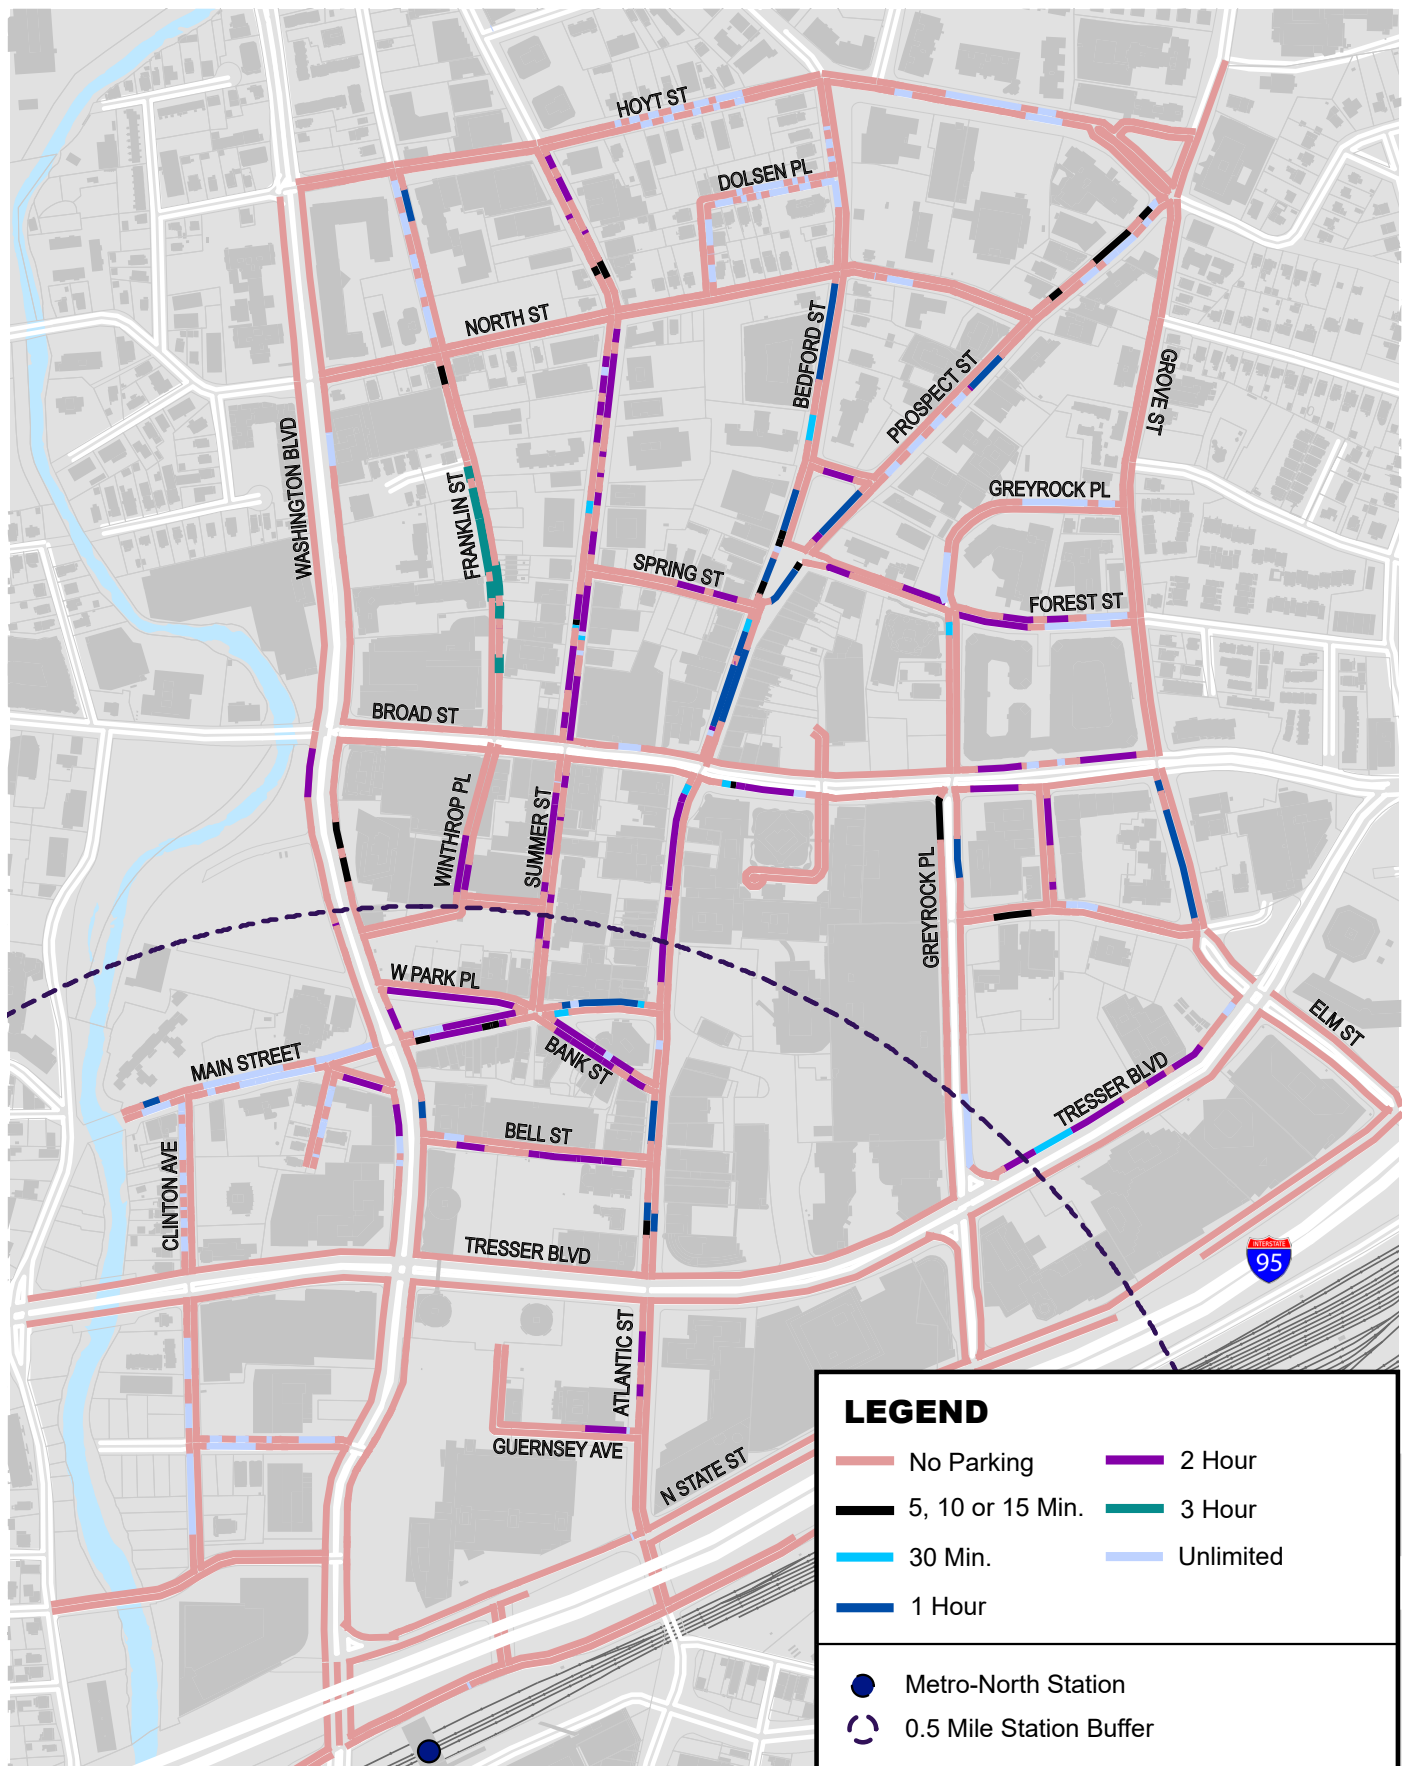 HOYT ST
DOLSEN PL
NORTH ST
BEDFORD ST
PROSPECT ST
GROVE ST
WASHINGTON BLVD
FRANKLIN ST
GREYROCK PL
SPRING ST
FOREST ST
BROAD ST
WINTHROP PL
SUMMER ST
GREYROCK PL
W PARK PL
ELM ST
MAIN STREET
BANK ST
TRESSER BLVD
BELL ST
CLINTON AVE
TRESSER BLVD
INTERSTATE
95
ATLANTIC ST
GUERNSEY AVE
N STATE ST
LEGEND
No Parking
5, 10 or 15 Min.
30 Min.
1 Hour
2 Hour
3 Hour
Unlimited
Metro-North Station
0.5 Mile Station Buffer